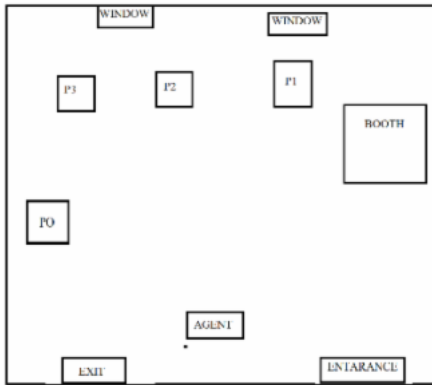 WINDOW
WINDOW
P3
P2
P1
BOOTH
PO
AGENT
EXIT
ENTARANCE